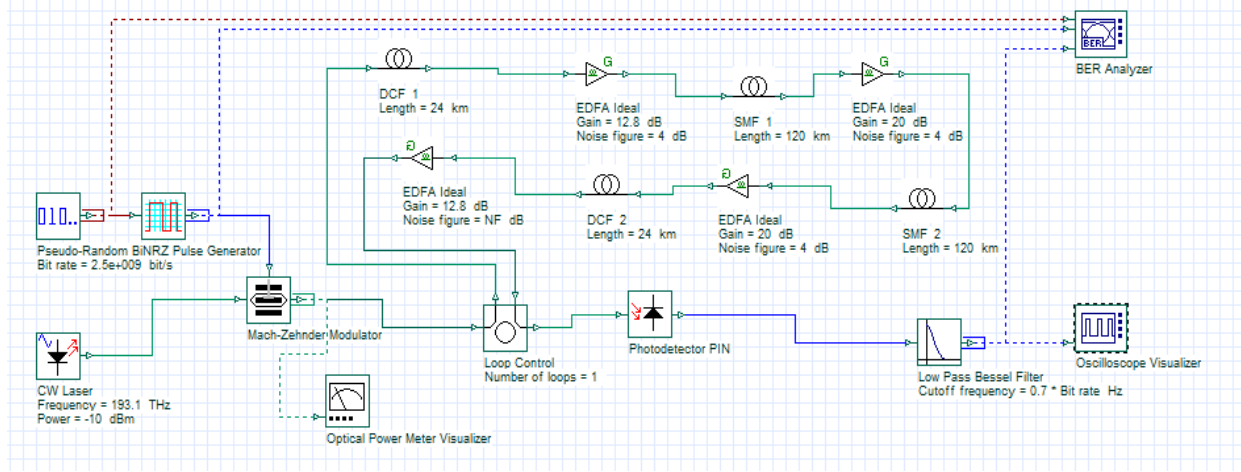 BER
BER Analyzer
G
G
DCF 1
Length = 24 km
EDFA Ideal
Gain = 12.8 dB
Noise figure = 4 dB
SMF 1
Length = 120 km
EDFA Ideal
Gain = 20 dB
Noise figure = 4 dB
G
G
EDFA Ideal
Gain = 12.8 dB
Noise figure = NF dB
DCF 2
Length = 24 km
EDFA Ideal
Gain = 20 dB
Noise figure = 4 dB
SMF 2
Length = 120 km
010..
Pseudo-Random BiNRZ Pulse Generator
Bit rate = 2.5e+009 bit/s
Mach-Zehnder Modulator
Loop Control
Number of loops = 1
Photodetector PIN
Low Pass Bessel Filter
Cutoff frequency = 0.7 * Bit rate Hz
Oscilloscope Visualizer
CW Laser
Frequency = 193.1 THz
Power = -10 dBm
Optical Power Meter Visualizer